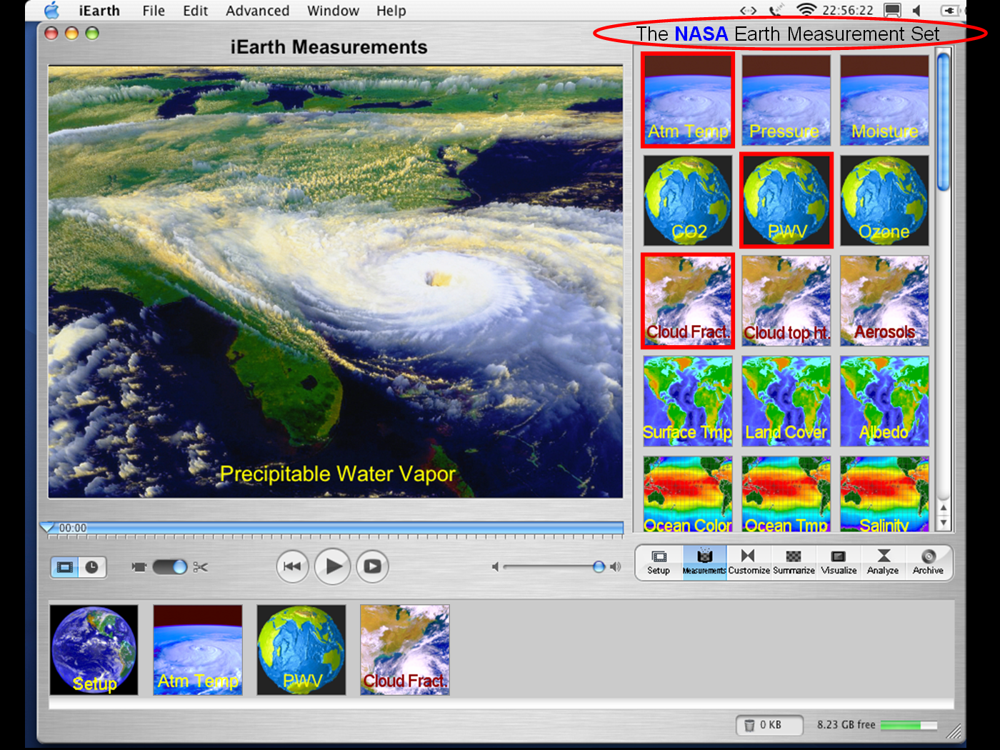 iEarth File Edit Advanced Window Help
22:56:22
The NASA Earth Measurement Set
iEarth Measurements
Atm Temp Pressure Moisture
CO2 PWV Ozone
Cloud Fract. Cloud top ht. Aerosols
Surface Tmp Land Cover Albedo
Ocean Color Ocean Tmp Salinity
Precipitable Water Vapor
00:00
Setup Measurements Customize Summarize Visualize Analyze Archive
Setup Atm Temp PWV Cloud Fract.
0 KB 8.23 GB free